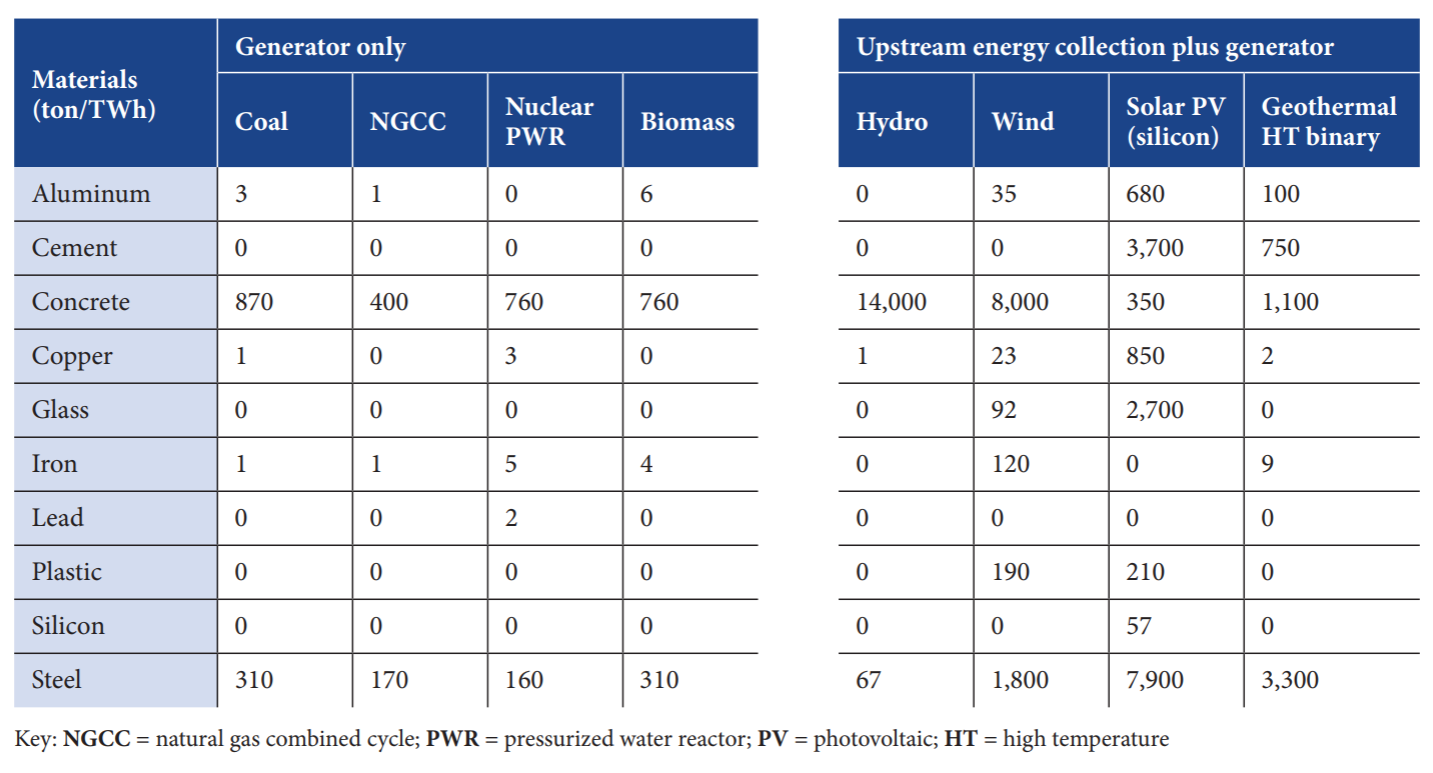 Materials (ton/TWh) Generator only Upstream energy collection plus generator
Coal NGCC Nuclear PWR Biomass Hydro Wind Solar PV (silicon) Geothermal HT binary
Aluminum 3 1 0 6 0 35 680 100
Cement 0 0 0 0 0 0 3,700 750
Concrete 870 400 760 760 14,000 8,000 350 1,100
Copper 1 0 3 0 1 23 850 2
Glass 0 0 0 0 0 92 2,700 0
Iron 1 1 5 4 0 120 0 9
Lead 0 0 2 0 0 0 0 0
Plastic 0 0 0 0 0 190 210 0
Silicon 0 0 0 0 0 0 57 0
Steel 310 170 160 310 67 1,800 7,900 3,300
Key: NGCC = natural gas combined cycle; PWR = pressurized water reactor; PV = photovoltaic; HT = high temperature